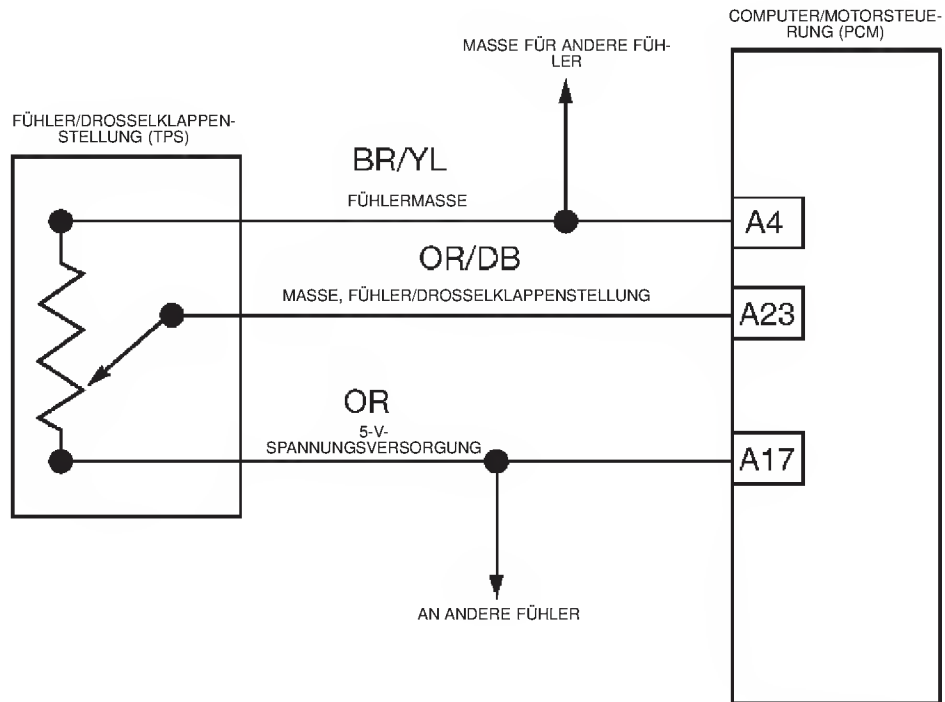 COMPUTER/MOTORSTEUE-
RUNG (PCM)
MASSE FÜR ANDERE FÜH-
LER
FÜHLER/DROSSELKLAPPEN-
STELLUNG (TPS)
BR/YL
FÜHLERMASSE
A4
OR/DB
MASSE, FÜHLER/DROSSELKLAPPENSTELLUNG
A23
OR
5-V-
SPANNUNGSVERSORGUNG
A17
AN ANDERE FÜHLER